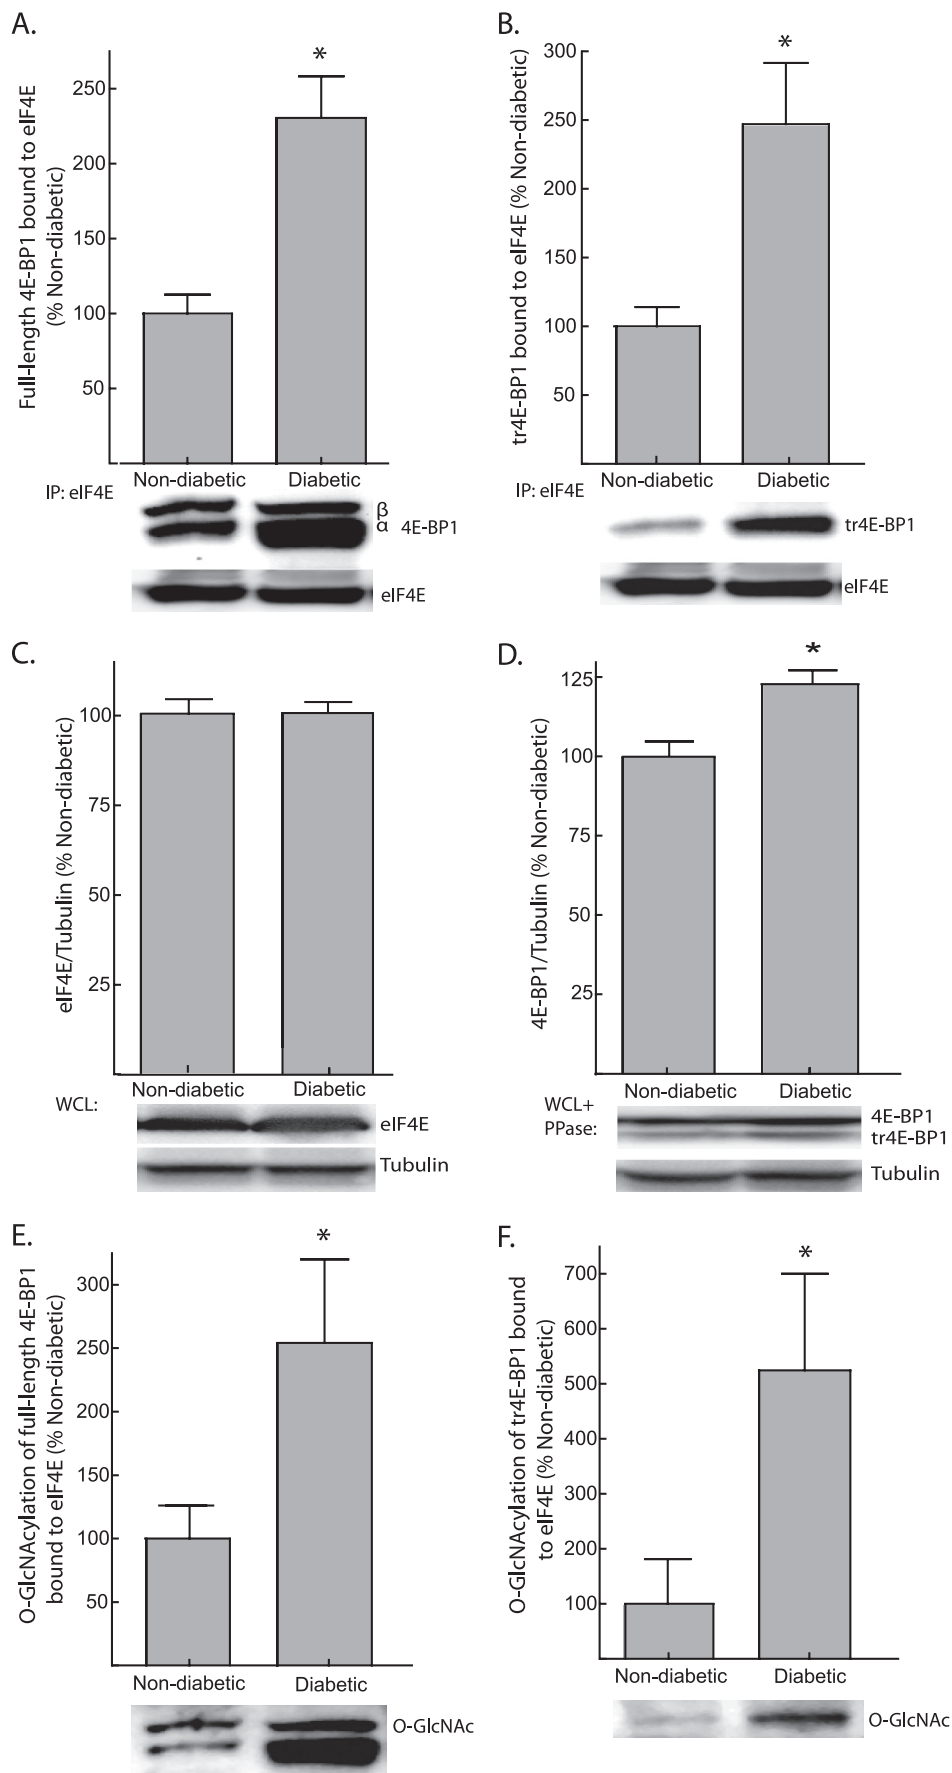 A.
Full-length 4E-BP1 bound to eIF4E
(% Non-diabetic)
250
200
150
100
50
*
Non-diabetic
Diabetic
IP: eIF4E
β
α 4E-BP1
eIF4E
B.
tr4E-BP1 bound to eIF4E (% Non-diabetic)
300
250
200
150
100
50
*
Non-diabetic
Diabetic
IP: eIF4E
tr4E-BP1
eIF4E
C.
eIF4E/Tubulin (% Non-diabetic)
100
75
50
25
Non-diabetic
Diabetic
WCL:
eIF4E
Tubulin
D.
4E-BP1/Tubulin (% Non-diabetic)
125
100
75
50
25
*
Non-diabetic
Diabetic
WCL+
PPase:
4E-BP1
tr4E-BP1
Tubulin
E.
O-GlcNAcylation of full-length 4E-BP1
bound to eIF4E (% Non-diabetic)
300
250
200
150
100
50
*
Non-diabetic
Diabetic
O-GlcNAc
F.
O-GlcNAcylation of tr4E-BP1 bound
to eIF4E (% Non-diabetic)
700
600
500
400
300
200
100
*
Non-diabetic
Diabetic
O-GlcNAc